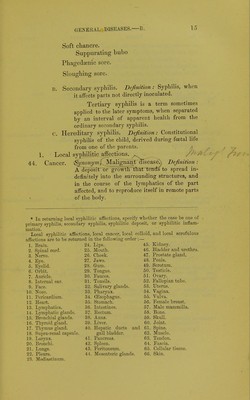 GENERAL DISEASES.—B. 13
Soft chancre.
Suppurating bubo
Phagedænic sore.
Sloughing sore.
B. Secondary syphilis. Definition: Syphilis, when
it affects parts not directly inoculated.
Tertiary syphilis is a term sometimes
applied to the later symptoms, when separated
by an interval of apparent health from the
ordinary secondary syphilis.
C. Hereditary syphilis. Definition: Constitutional
syphilis of the child, derived during fœtal life
from one of the parents.
1. Local syphilitic affections.*
44. Cancer. Synonym, Malignant disease. Definition:
A deposit or growth that tends to spread in-
definitely into the surrounding structures, and
in the course of the lymphatics of the part
affected, and to reproduce itself in remote parts
of the body.
* In returning local syphilitic affections, specify whether the case be one of
primary syphilis, secondary syphilis, syphilitic deposit, or syphilitic inflam-
mation.
Local syphilitic affections, local cancer, local colloid, and local scrofulous
affections are to be returned in the following order:—
1. Brain.
2. Spinal cord.
3. Nerve.
4. Eye.
5. Eyelid
6. Orbit.
7. Auricle.
8. Internal ear
9. Face.
10. Nose.
11. Pericardium.
12. Heart.
13. Lymphatics.
14. Lymphatic glands.
15. Bronchial glands.
16. Thyroid gland.
17. Thymus gland.
18. Supra-renal capsule.
19. Larynx.
20. Bronchi.
21. Lungs.
22. Pleura.
23. Mediastinum.
24. Lips.
25. Mouth.
26. Cheek.
27. Jaws.
28. Gum.
29. Tongue.
30. Fauces.
31. Tonsils.
32. Salivary glands.
33. Pharynx.
34. Œsophagus.
35. Stomach.
36. Intestines.
37. Rectum.
38. Anus.
39. Liver.
40. Hepatic ducts and
gall bladder.
41. Pancreas.
42. Spleen.
43. Peritoneum.
44. Mesenteric glands.
45. Kidney.
46. Bladder and urethra.
47. Prostate gland.
48. Penis.
49. Scrotum.
50. Testicle.
51. Ovary.
52. Fallopian tube.
53. Uterus.
54. Vagina.
55. Vulva.
56. Female breast.
57. Male mammilla.
58. Bone.
59. Skull.
60. Joint.
61. Spine.
62. Muscle.
63. Tendon.
64. Fascia.
65. Cellular tissue.
66. Skin.